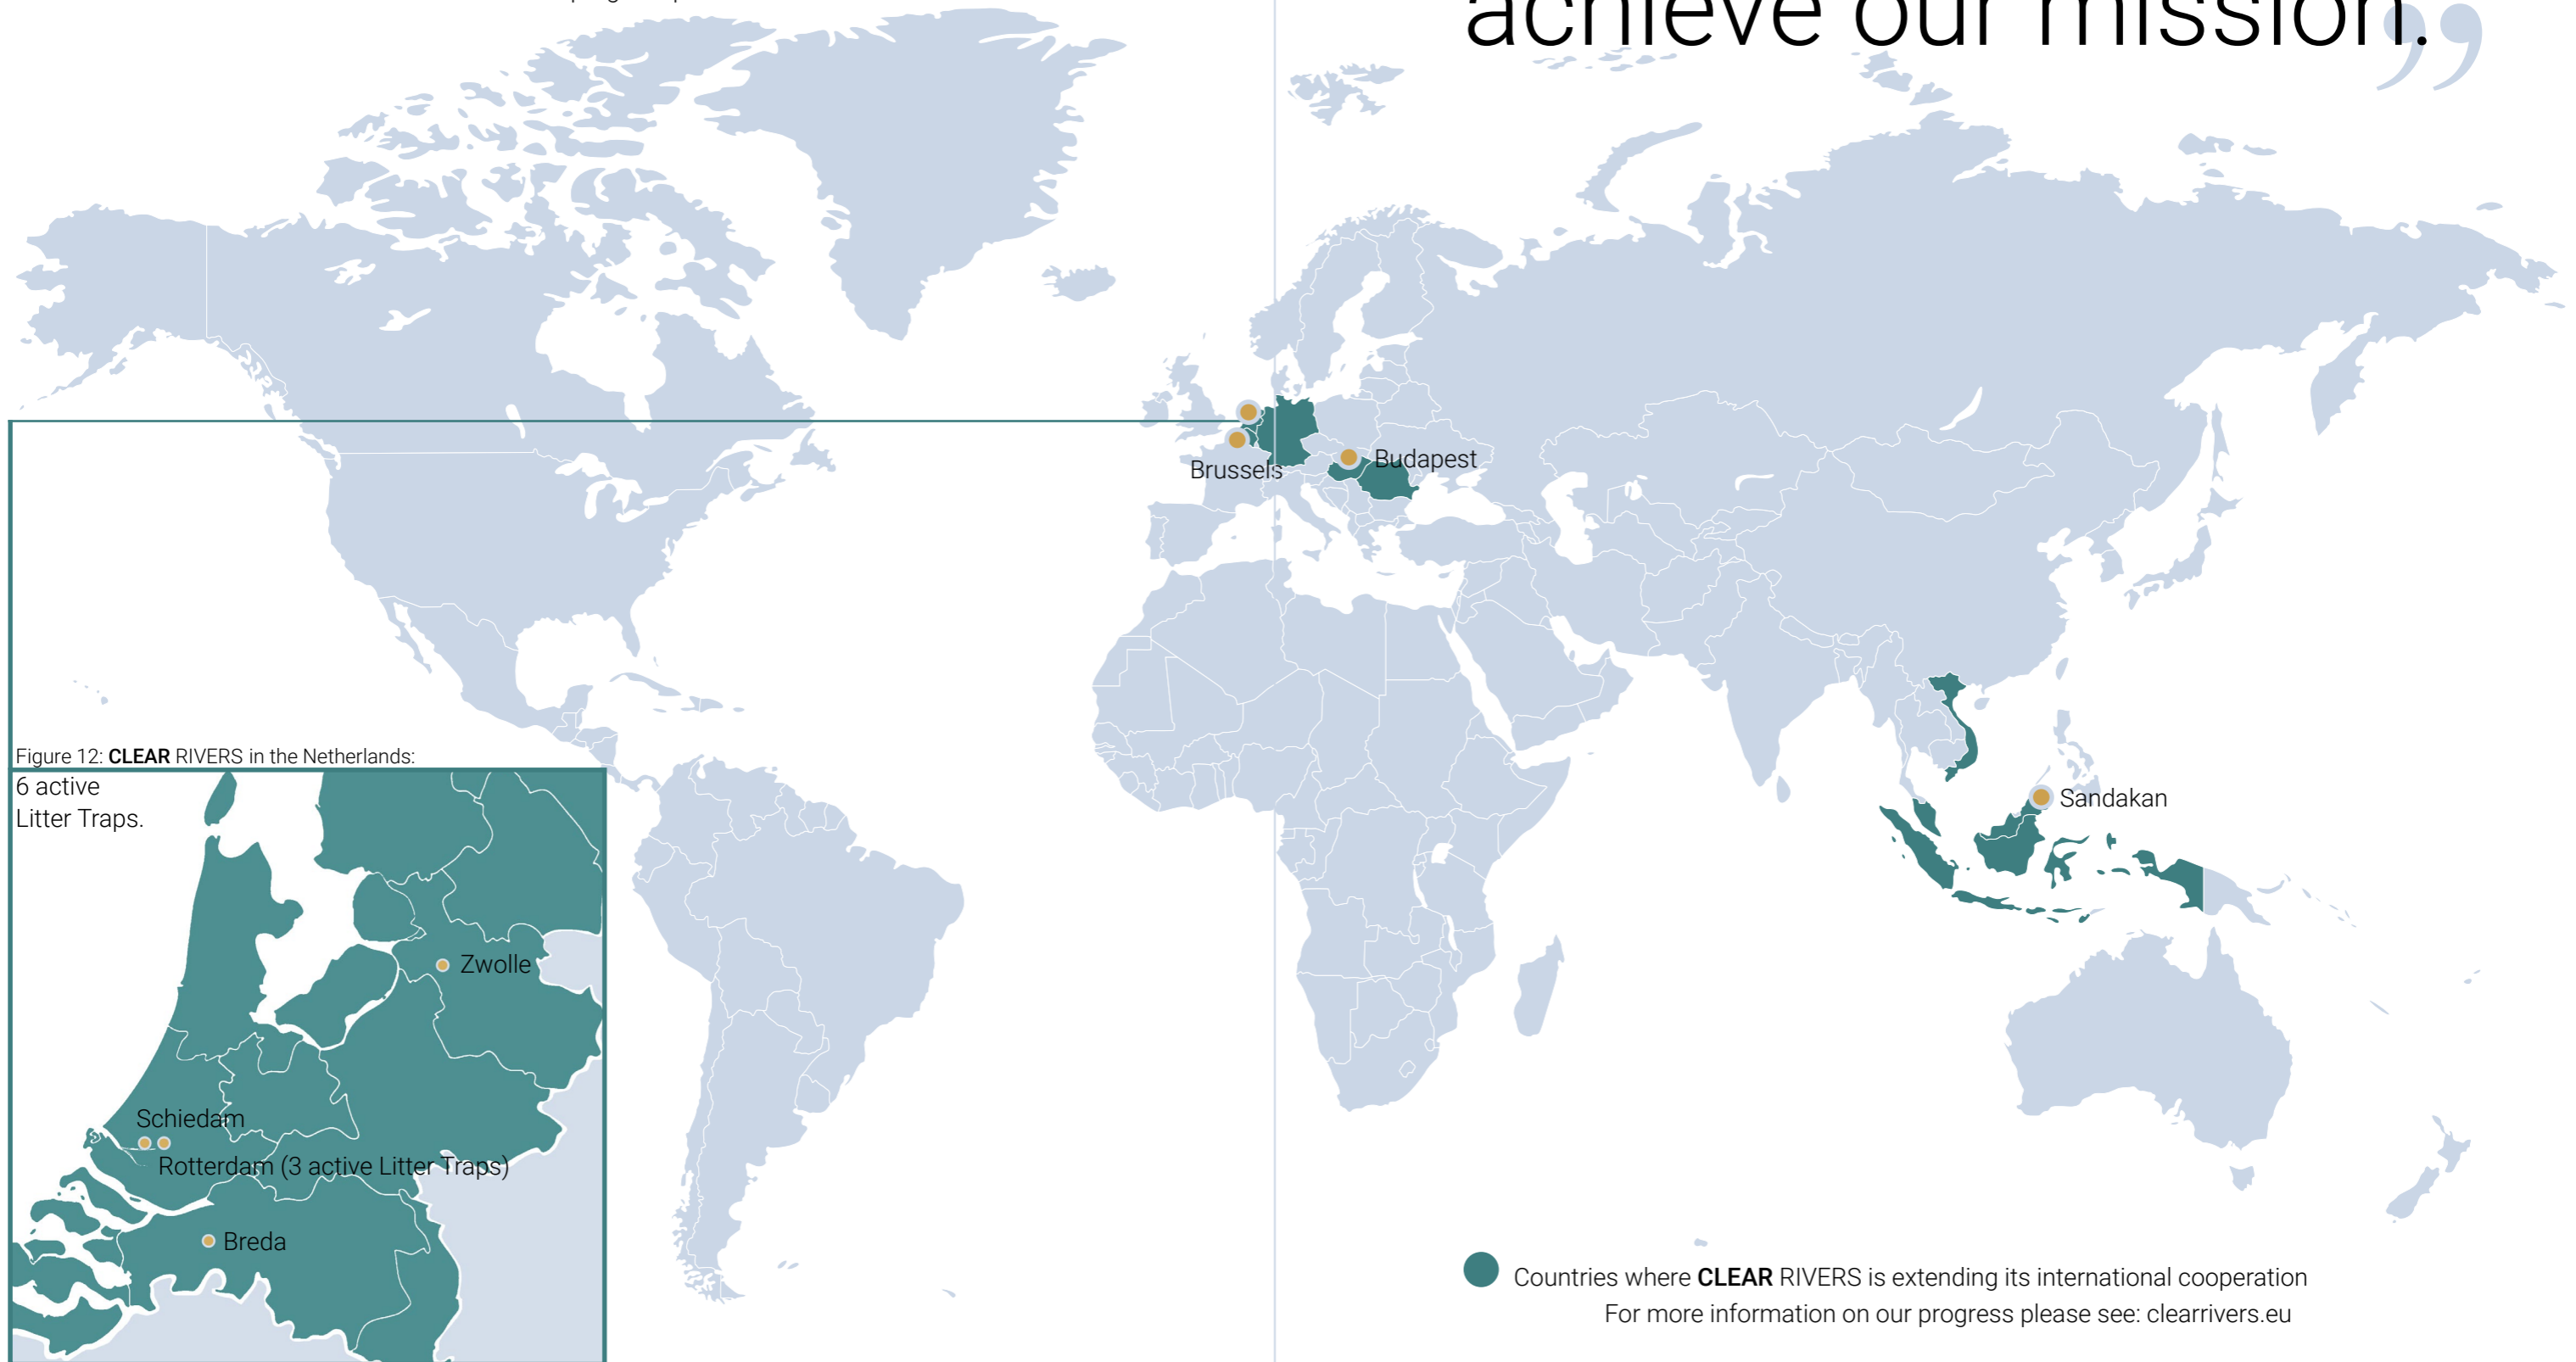 achieve our mission.”
Brussels
Budapest
Sandakan
Figure 12: CLEAR RIVERS in the Netherlands:
6 active
Litter Traps.
Zwolle
Schiedam
Rotterdam (3 active Litter Traps)
Breda
Countries where CLEAR RIVERS is extending its international cooperation
For more information on our progress please see: clearrivers.eu